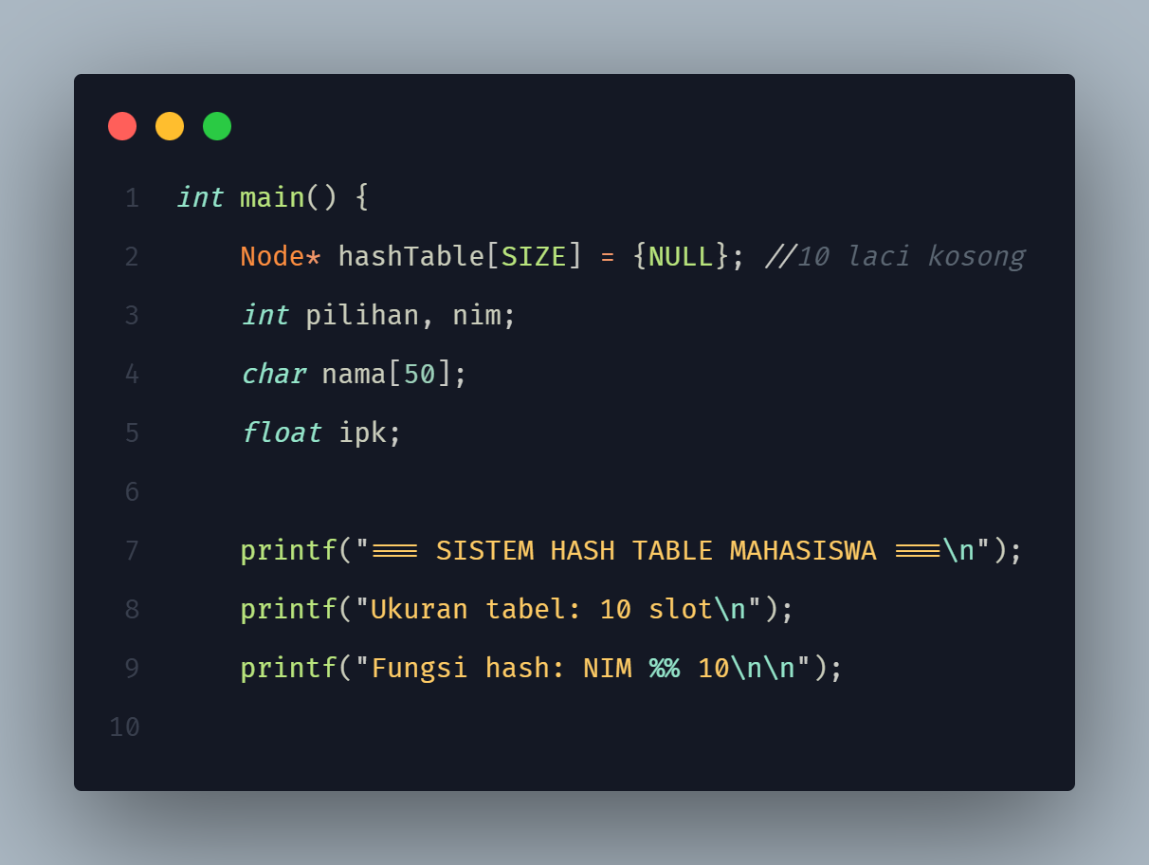 1 int main() {
2     Node* hashTable[SIZE] = {NULL}; //10 laci kosong
3     int pilihan, nim;
4     char nama[50];
5     float ipk;
6
7     printf("=== SISTEM HASH TABLE MAHASISWA ===\n");
8     printf("Ukuran tabel: 10 slot\n");
9     printf("Fungsi hash: NIM %% 10\n\n");
10